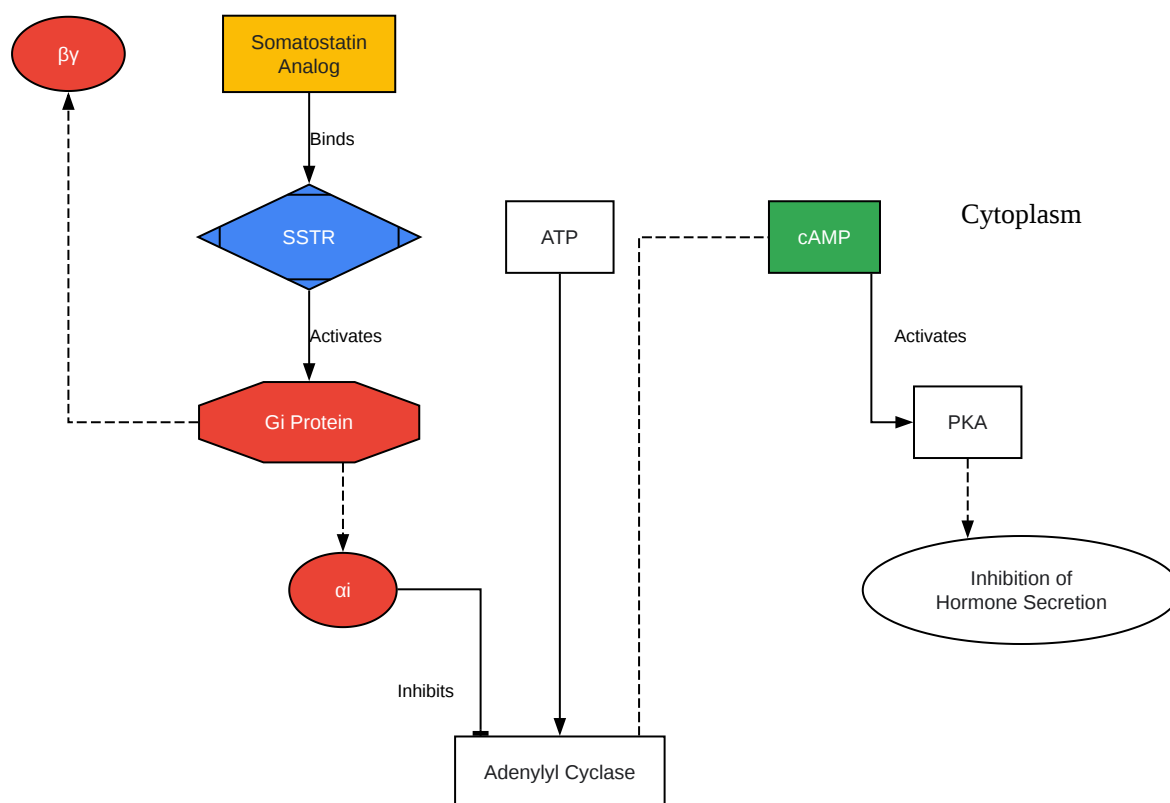 βγ
Somatostatin
Analog
Binds
SSTR
ATP
cAMP
Cytoplasm
Activates
Activates
Gi Protein
PKA
αi
Inhibition of
Hormone Secretion
Inhibits
Adenylyl Cyclase